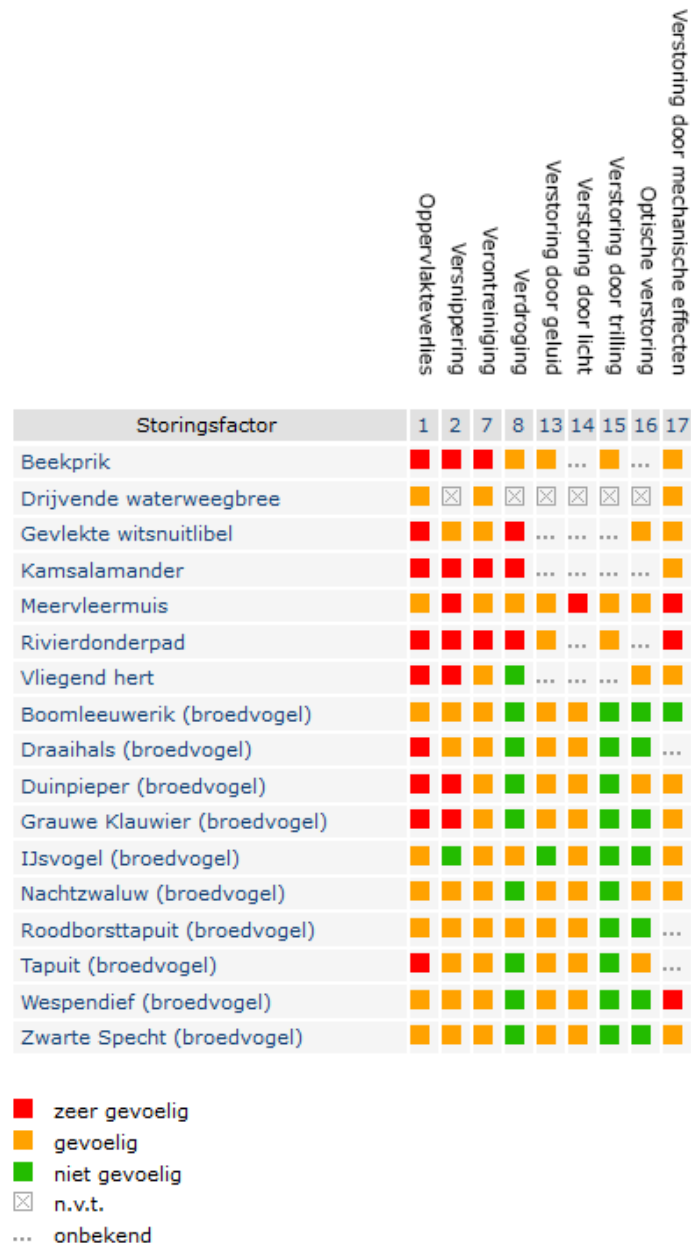 Oppervlakteverlies
Versnippering
Verontreiniging
Verdroging
Verstoring door geluid
Verstoring door licht
Verstoring door trilling
Optische verstoring
Verstoring door mechanische effecten
Storingsfactor 1 2 7 8 13 14 15 16 17
Beekprik ... ...
Drijvende waterweegbree
Gevlekte witsnuitlibel ... ... ...
Kamsalamander ... ... ... ...
Meervleermuis
Rivierdonderpad ... ...
Vliegend hert ... ... ...
Boomleeuwerik (broedvogel)
Draaihals (broedvogel) ...
Duinpieper (broedvogel)
Grauwe Klauwier (broedvogel)
IJsvogel (broedvogel)
Nachtzwaluw (broedvogel)
Roodborsttapuit (broedvogel) ...
Tapuit (broedvogel) ...
Wespendief (broedvogel)
Zwarte Specht (broedvogel)
zeer gevoelig
gevoelig
niet gevoelig
n.v.t.
... onbekend